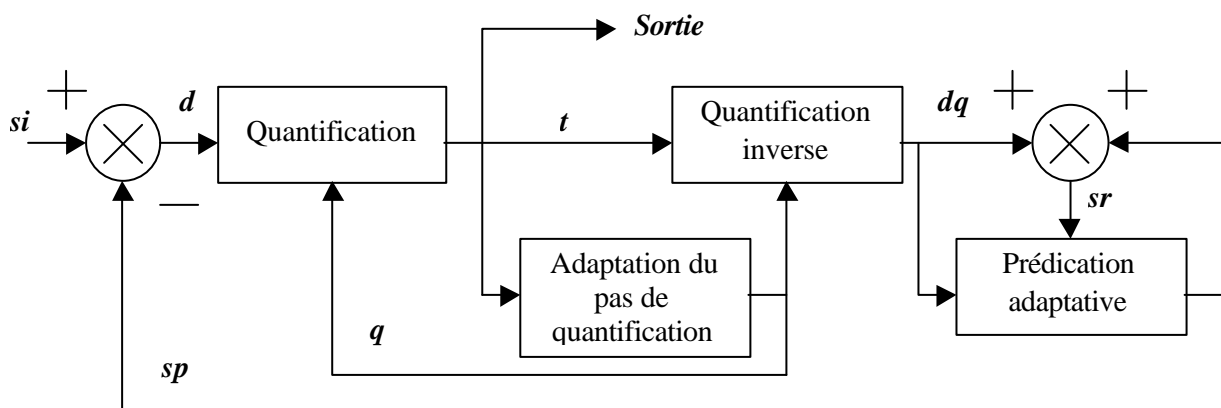 Sortie
+
d
Quantification
t
Quantification
inverse
dq
+
+
si
—
sr
Adaptation du
pas de
quantification
Prédication
adaptative
q
sp